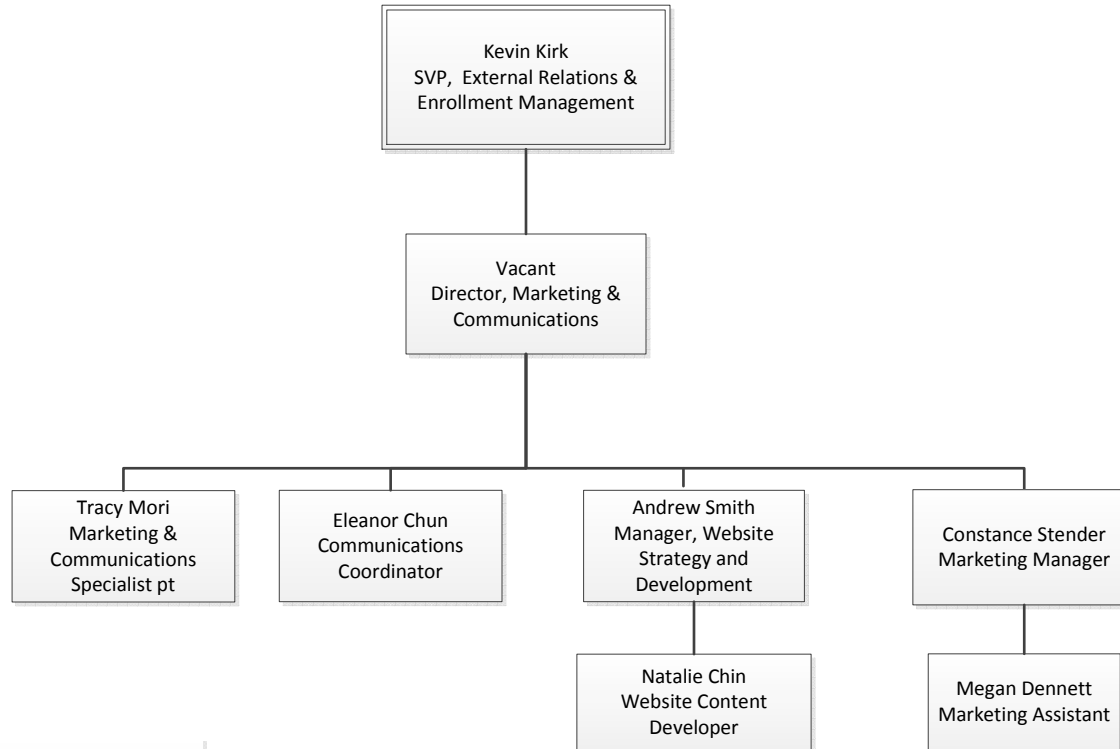 Kevin Kirk
SVP,  External Relations &
Enrollment Management
Vacant
Director, Marketing &
Communications
Tracy Mori
Marketing &
Communications
Specialist pt
Eleanor Chun
Communications
Coordinator
Andrew Smith
Manager, Website
Strategy and
Development
Constance Stender
Marketing Manager
Natalie Chin
Website Content
Developer
Megan Dennett
Marketing Assistant